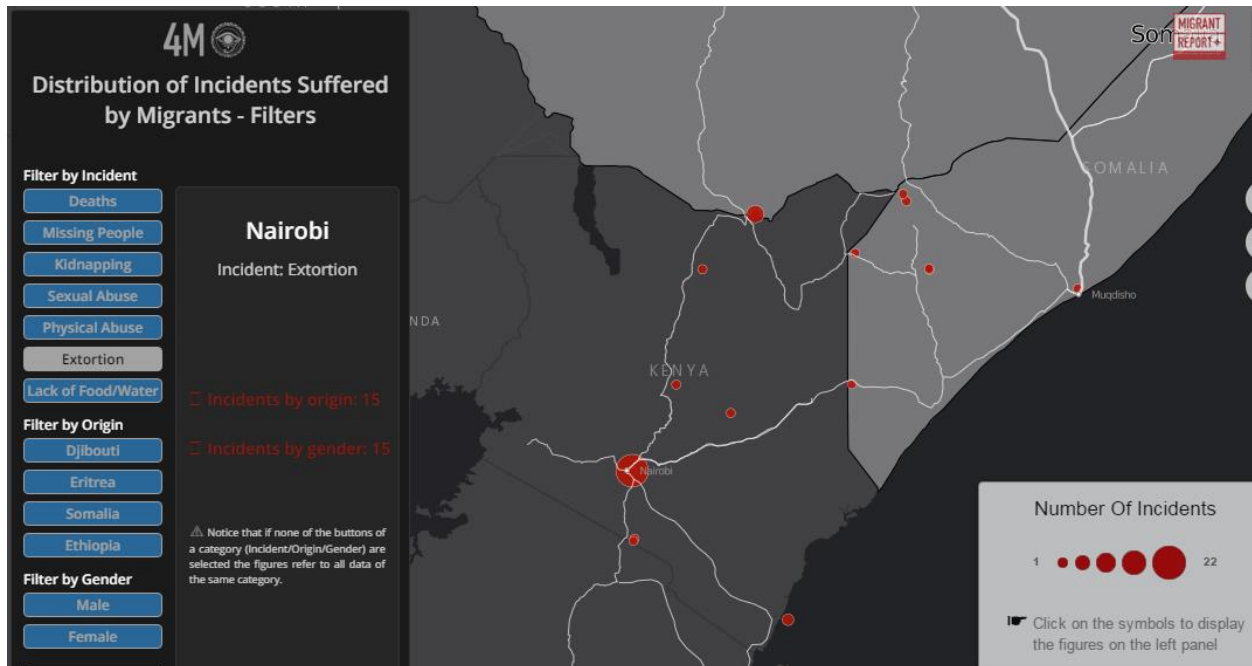 4M
Distribution of Incidents Suffered
by Migrants - Filters
Filter by Incident
Deaths
Missing People
Kidnapping
Sexual Abuse
Physical Abuse
Extortion
Lack of Food/Water
Filter by Origin
Djibouti
Eritrea
Somalia
Ethiopia
Filter by Gender
Male
Female
Nairobi
Incident: Extortion
Incidents by origin: 15
Incidents by gender: 15
⚠ Notice that if none of the buttons of
a category (Incident/Origin/Gender) are
selected the figures refer to all data of
the same category.
MIGRANT
REPORT+
SOMALIA
Muqdisho
NDA
KENYA
Nairobi
Number Of Incidents
1 22
Click on the symbols to display
the figures on the left panel